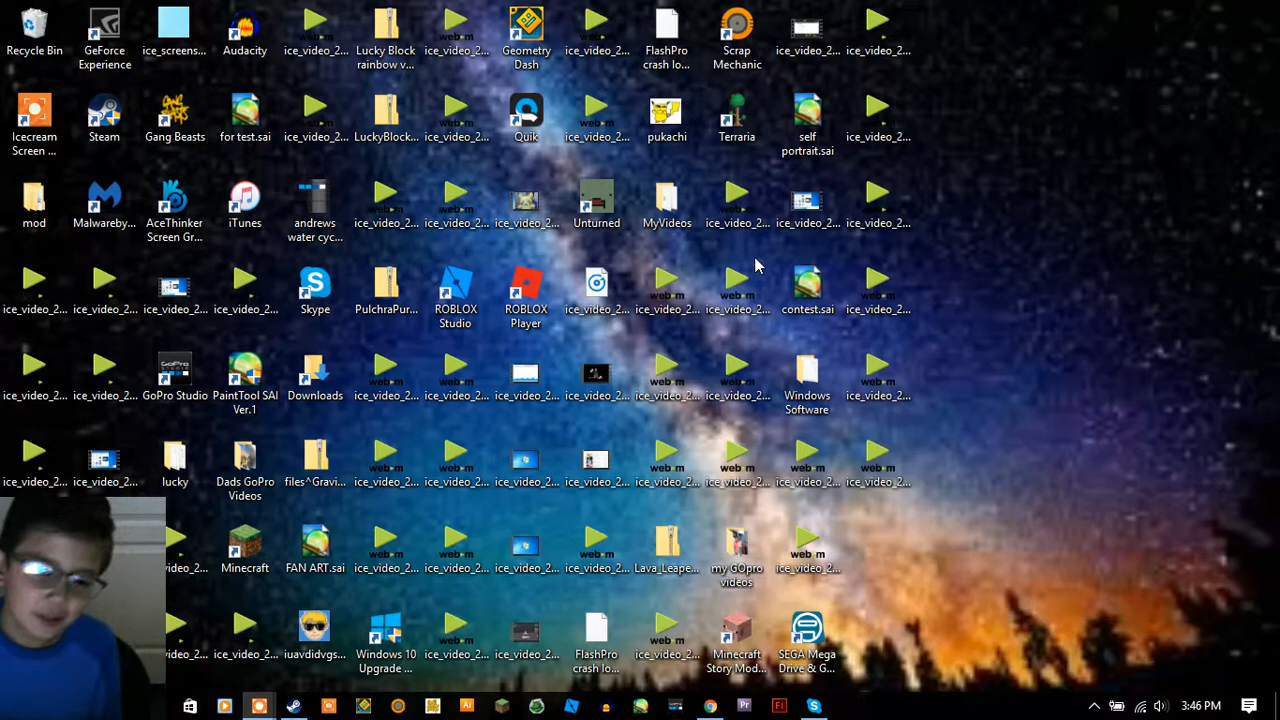 Recycle Bin
GeForce
Experience
ice_screens...
Audacity
ice_video_2...
Lucky Block
rainbow v...
ice_video_2...
Geometry
Dash
ice_video_2...
FlashPro
crash lo...
Scrap
Mechanic
ice_video_2...
ice_video_2...
Icecream
Screen ...
Steam
Gang Beasts
for test.sai
ice_video_2...
LuckyBlock...
ice_video_2...
Quik
ice_video_2...
pukachi
Terraria
self
portrait.sai
ice_video_2...
mod
Malwareby...
AceThinker
Screen Gr...
iTunes
andrews
water cyc...
ice_video_2...
ice_video_2...
ice_video_2...
Unturned
MyVideos
ice_video_2...
ice_video_2...
ice_video_2...
ice_video_2...
ice_video_2...
ice_video_2...
ice_video_2...
Skype
PulchraPur...
ROBLOX
Studio
ROBLOX
Player
ice_video_2...
ice_video_2...
ice_video_2...
contest.sai
ice_video_2...
ice_video_2...
ice_video_2...
GoPro Studio
PaintTool SAI
Ver.1
Downloads
ice_video_2...
ice_video_2...
ice_video_2...
ice_video_2...
ice_video_2...
ice_video_2...
Windows
Software
ice_video_2...
ice_video_2...
ice_video_2...
lucky
Dads GoPro
Videos
files^Gravi...
ice_video_2...
ice_video_2...
ice_video_2...
ice_video_2...
ice_video_2...
ice_video_2...
ice_video_2...
ice_video_2...
_video_2...
Minecraft
FAN ART.sai
ice_video_2...
ice_video_2...
ice_video_2...
ice_video_2...
Lava_Leape...
my GOpro
videos
ice_video_2...
_video_2...
ice_video_2...
iuavdidvgs...
Windows 10
Upgrade ...
ice_video_2...
ice_video_2...
FlashPro
crash lo...
ice_video_2...
Minecraft
Story Mod...
SEGA Mega
Drive & G...
3:46 PM